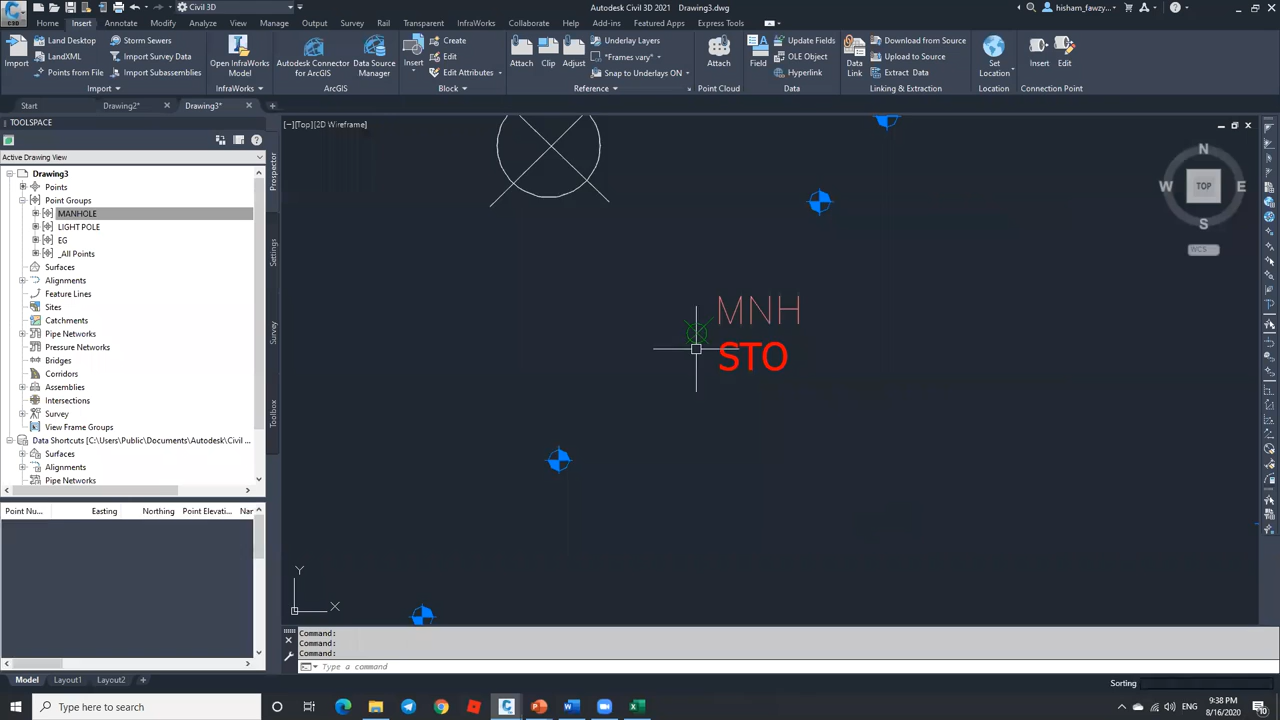 C3D
Civil 3D
Autodesk Civil 3D 2021 Drawing3.dwg
hisham_fawzy...
Home Insert Annotate Modify Analyze View Manage Output Survey Rail Transparent InfraWorks Collaborate Help Add-ins Featured Apps Express Tools
Import
Land Desktop
LandXML
Points from File
Storm Sewers
Import Survey Data
Import Subassemblies
Import
Open InfraWorks
Model
InfraWorks
Autodesk Connector
for ArcGIS
Data Source
Manager
ArcGIS
Insert
Create
Edit
Edit Attributes
Block
Attach
Clip
Adjust
Underlay Layers
*Frames vary*
Snap to Underlays ON
Reference
Attach
Point Cloud
Field
Update Fields
OLE Object
Hyperlink
Data
Data
Link
Download from Source
Upload to Source
Extract Data
Linking & Extraction
Set
Location
Location
Insert
Edit
Connection Point
Start
Drawing2*
Drawing3*
TOOLSPACE
Active Drawing View
Drawing3
Points
Point Groups
MANHOLE
LIGHT POLE
EG
_All Points
Surfaces
Alignments
Feature Lines
Sites
Catchments
Pipe Networks
Pressure Networks
Bridges
Corridors
Assemblies
Intersections
Survey
View Frame Groups
Data Shortcuts [C:\Users\Public\Documents\Autodesk\Civil ...
Surfaces
Alignments
Pipe Networks
Point Nu...
Easting
Northing
Point Elevati...
Nar
Prospector
Settings
Survey
Toolbox
[−][Top][2D Wireframe]
N
W
TOP
E
S
WCS
MNH
STO
Y
X
Command:
Command:
Command:
Type a command
Model
Layout1
Layout2
Sorting
Type here to search
ENG
9:38 PM
8/16/2020
10